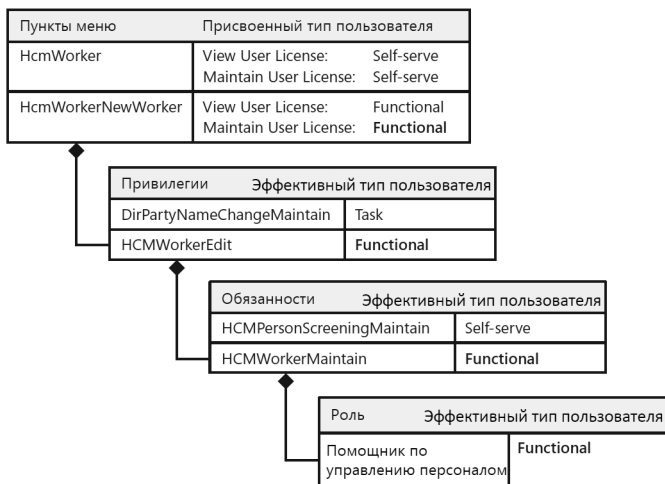 Пункты меню Присвоенный тип пользователя
HcmWorker View User License: Self-serve
Maintain User License: Self-serve
HcmWorkerNewWorker View User License: Functional
Maintain User License: Functional
Привилегии Эффективный тип пользователя
DirPartyNameChangeMaintain Task
HCMWorkerEdit Functional
Обязанности Эффективный тип пользователя
HCMPersonScreeningMaintain Self-serve
HCMWorkerMaintain Functional
Роль Эффективный тип пользователя
Помощник по Functional
управлению персоналом